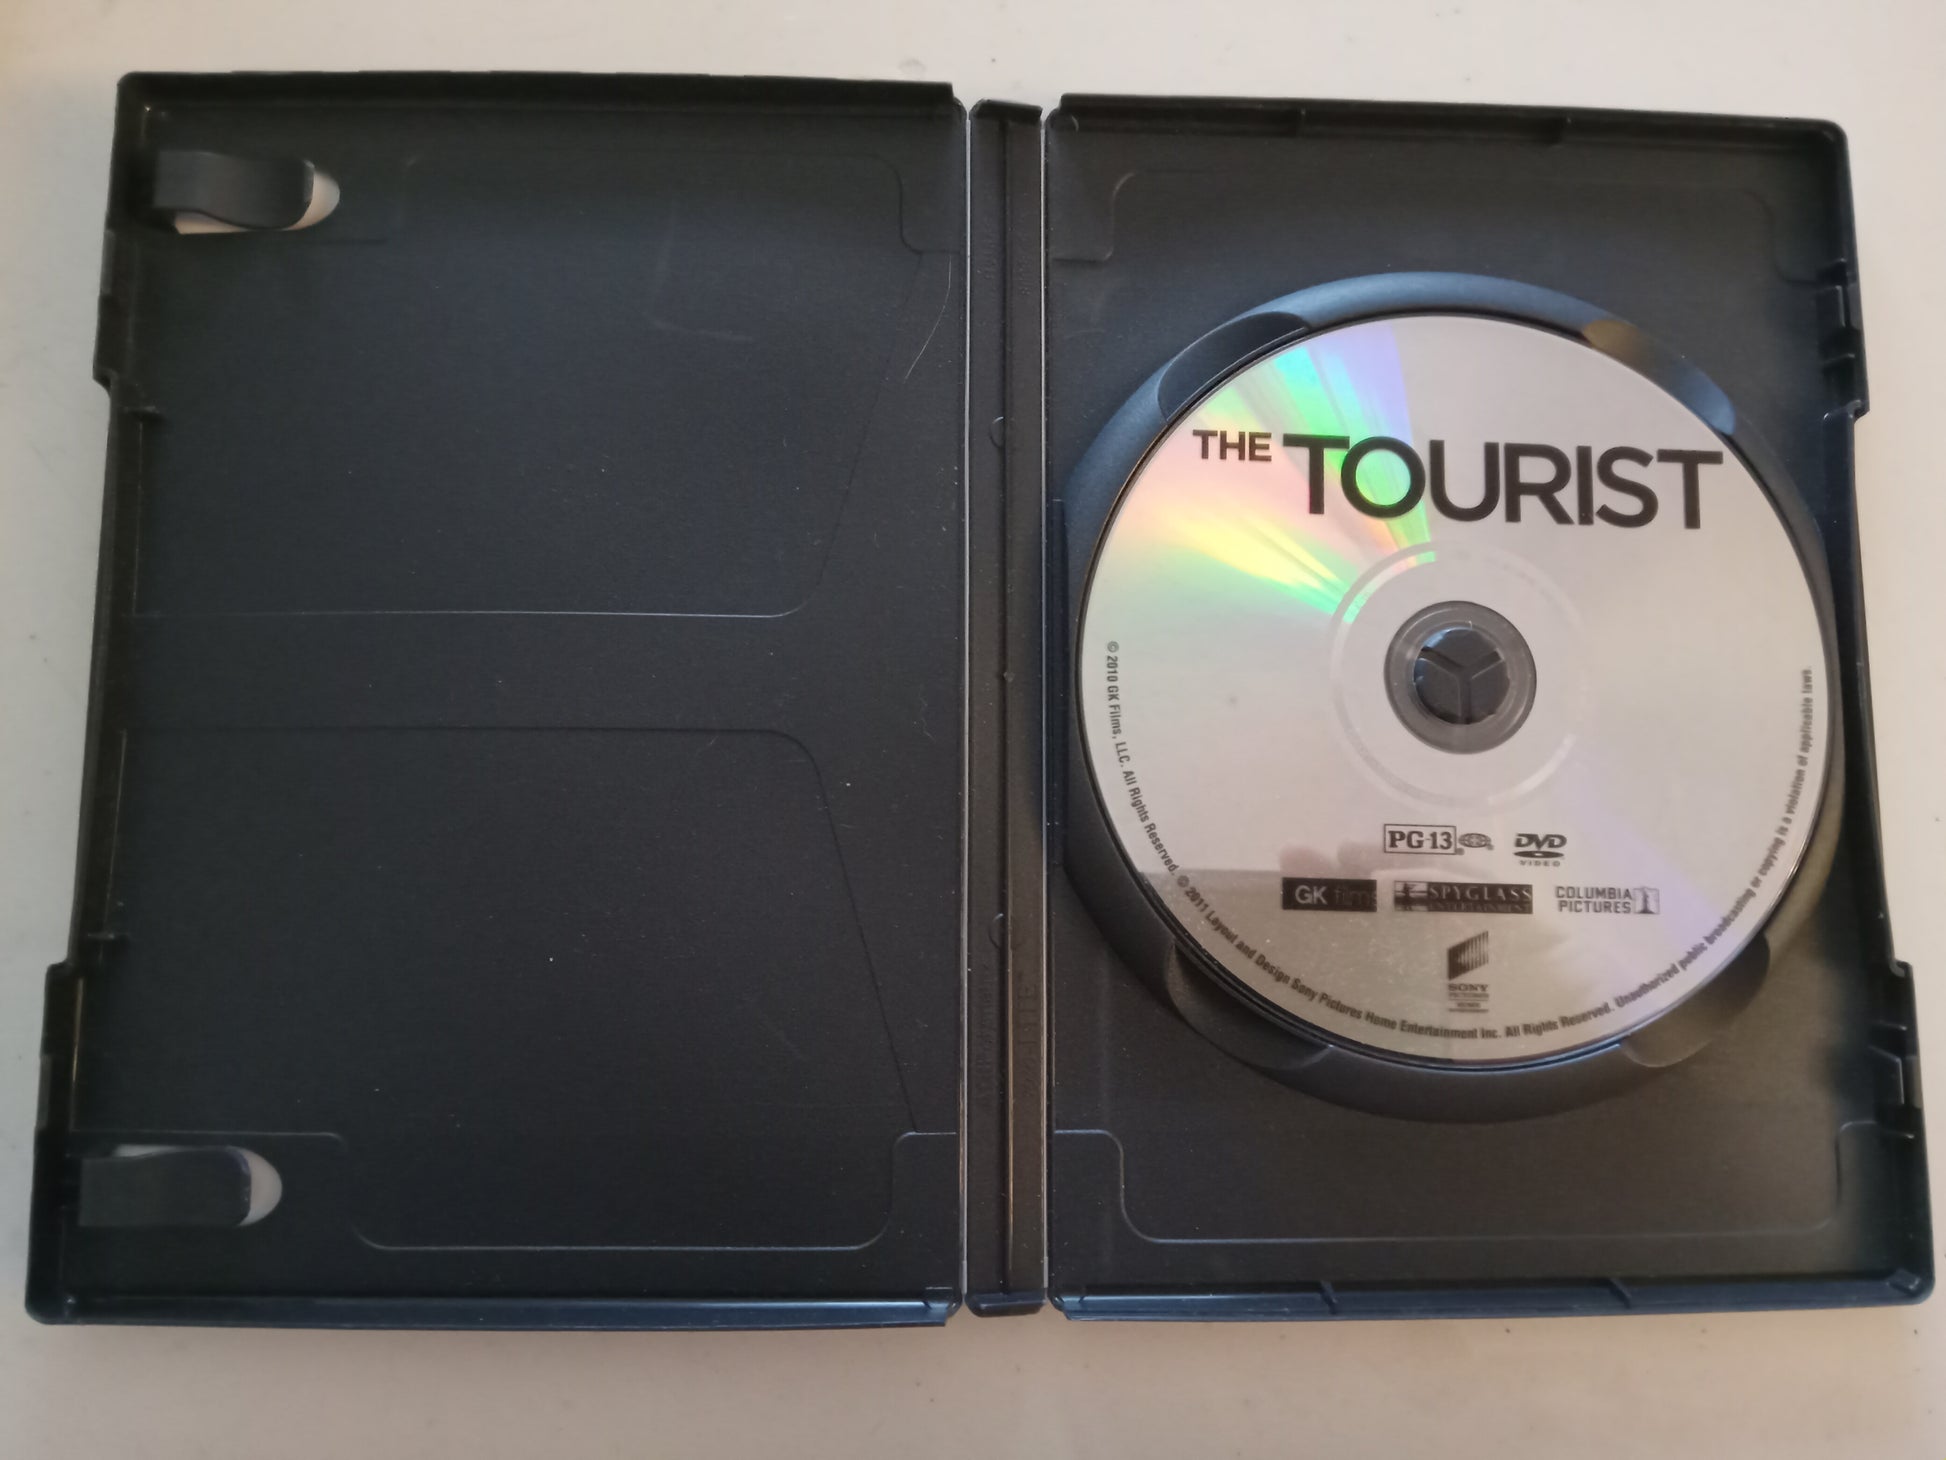 THE TOURIST
PG-13
DVD
VIDEO
GK films
SPYGLASS
ENTERTAINMENT
COLUMBIA
PICTURES
SONY
PICTURES
HOME
© 2010 GK Films, LLC. All Rights Reserved. © 2011 Layout and Design Sony Pictures Home Entertainment Inc. All Rights Reserved. Unauthorized public broadcasting or copying is a violation of applicable laws.